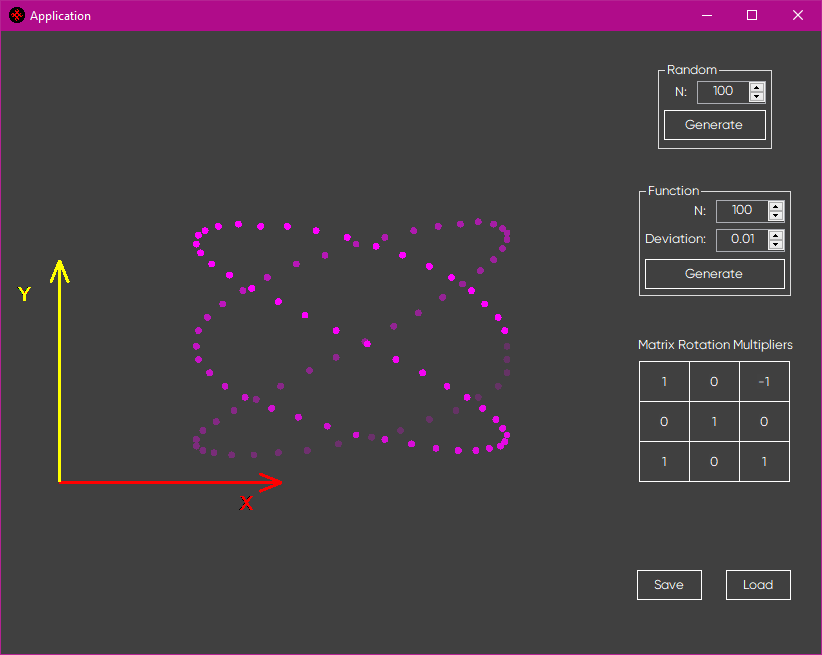 Application
Random
N: 100
Generate
Function
N: 100
Deviation: 0.01
Generate
Matrix Rotation Multipliers
1 0 -1
0 1 0
1 0 1
Y
X
Save Load